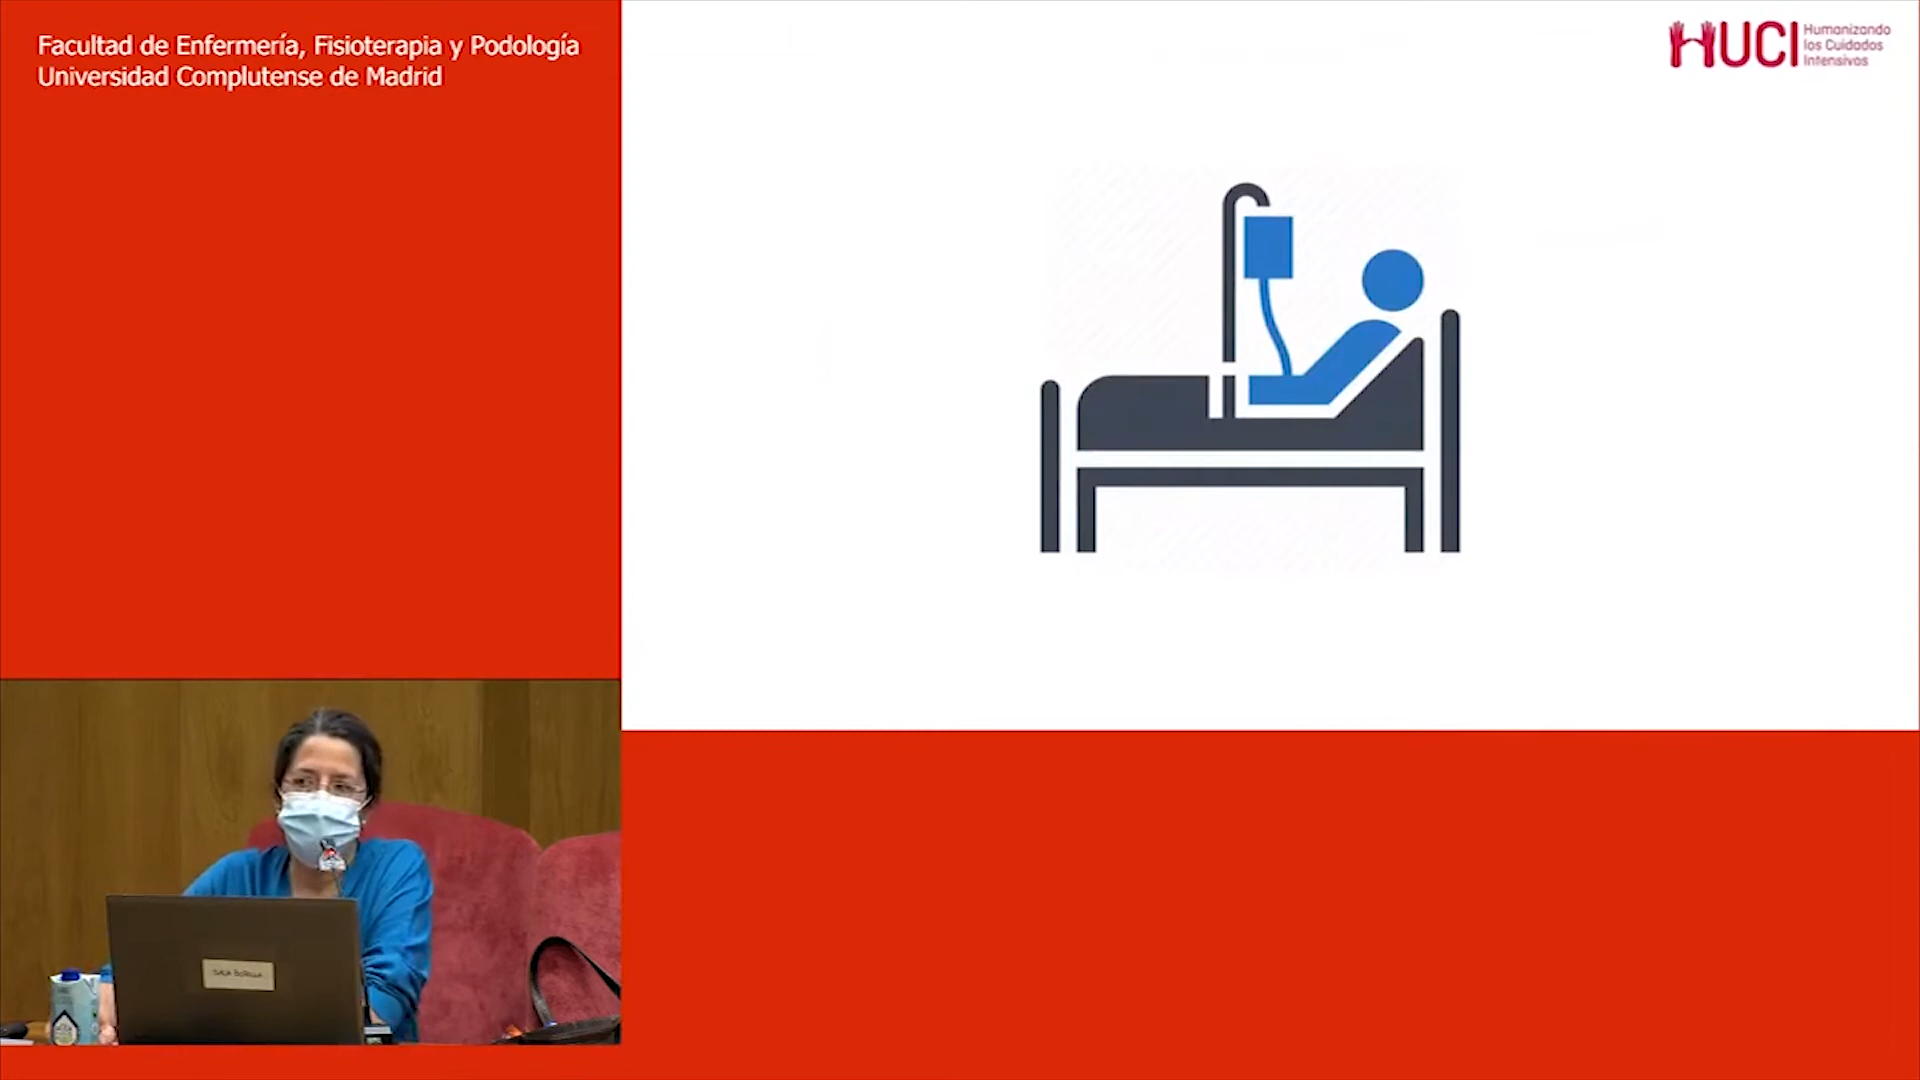 Facultad de Enfermería, Fisioterapia y Podología
Universidad Complutense de Madrid
HUCI
Humanizando
los Cuidados
Intensivos